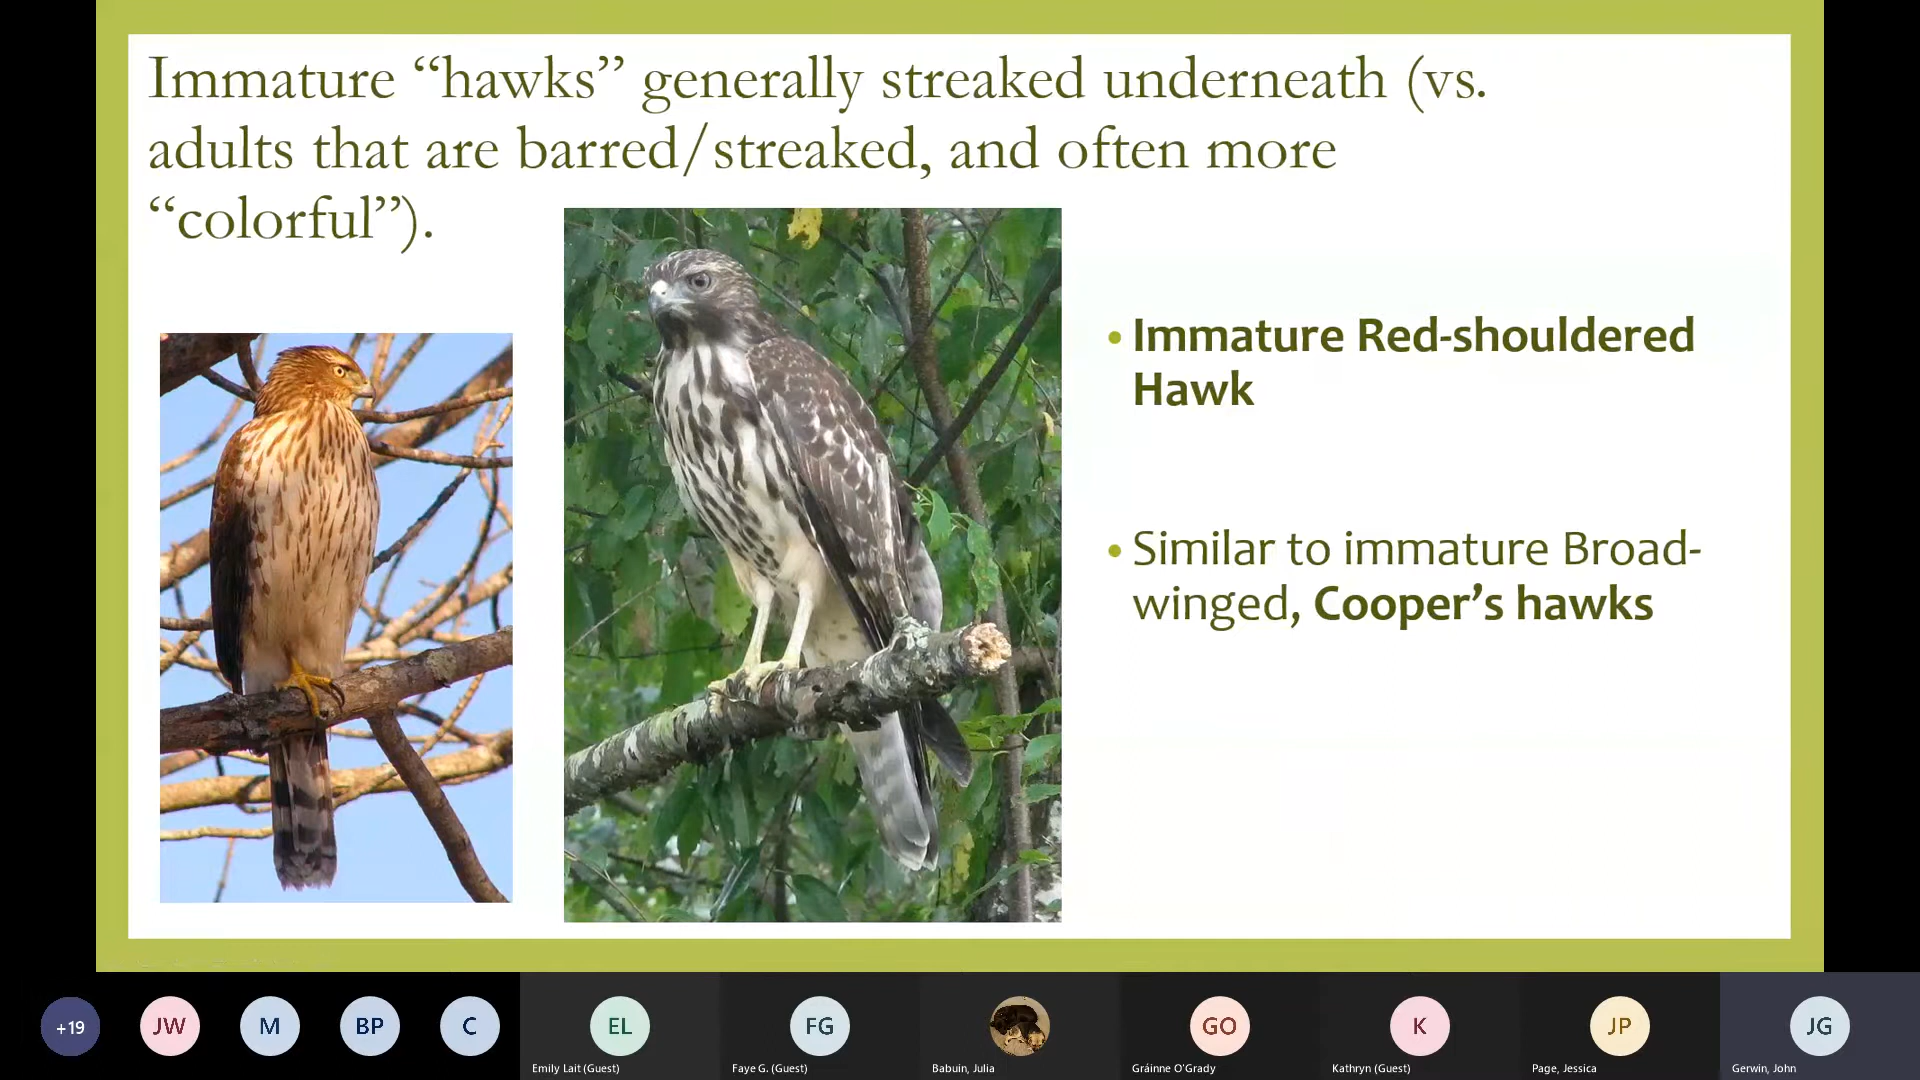 Immature “hawks” generally streaked underneath (vs.
adults that are barred/streaked, and often more
“colorful”).
• Immature Red-shouldered
Hawk
• Similar to immature Broad-
winged, Cooper’s hawks
+19
JW
M
BP
C
EL
FG
GO
K
JP
JG
Emily Lait (Guest)
Faye G. (Guest)
Babuin, Julia
Gráinne O'Grady
Kathryn (Guest)
Page, Jessica
Gerwin, John